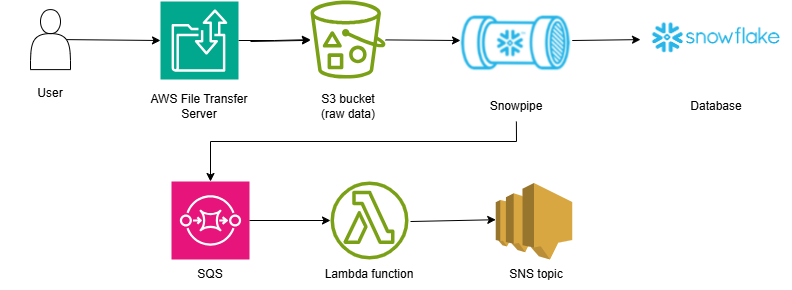 snowflake
User
AWS File Transfer
Server
S3 bucket
(raw data)
Snowpipe
Database
SQS
Lambda function
SNS topic